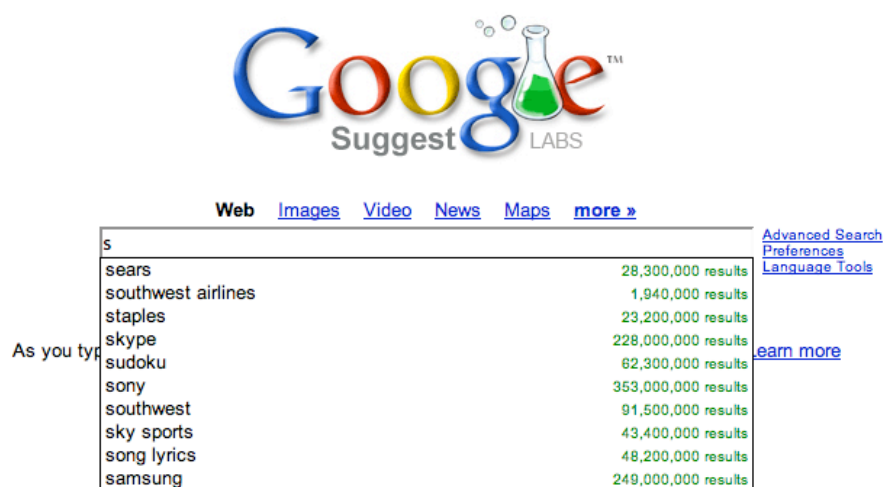 Google™
Suggest LABS
Web Images Video News Maps more »
s
Advanced Search
Preferences
Language Tools
sears 28,300,000 results
southwest airlines 1,940,000 results
staples 23,200,000 results
skype 228,000,000 results
As you typ earn more
sudoku 62,300,000 results
sony 353,000,000 results
southwest 91,500,000 results
sky sports 43,400,000 results
song lyrics 48,200,000 results
samsung 249,000,000 results